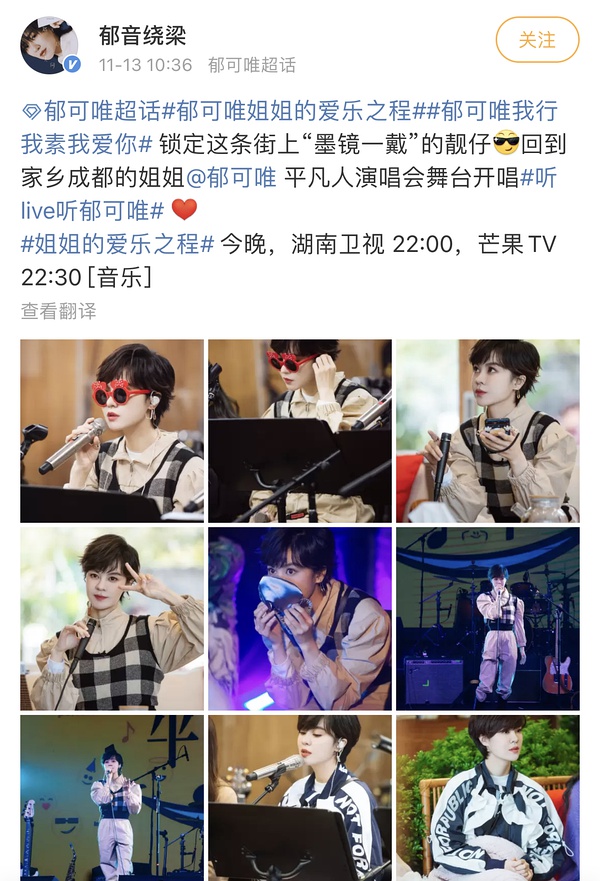 郁音绕梁
11-13 10:36 郁可唯超话
关注
郁可唯超话#郁可唯姐姐的爱乐之程##郁可唯我行
我素我爱你# 锁定这条街上“墨镜一戴”的靓仔😎回到
家乡成都的姐姐@郁可唯 平凡人演唱会舞台开唱#听
live听郁可唯# ❤️
#姐姐的爱乐之程# 今晚，湖南卫视 22:00，芒果TV
22:30 [音乐]
查看翻译
NOT FOR